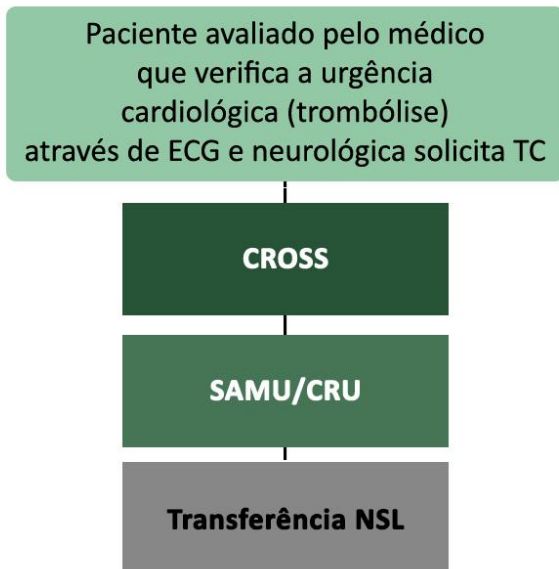 Paciente avaliado pelo médico
que verifica a urgência
cardiológica (trombólise)
através de ECG e neurológica solicita TC
CROSS
SAMU/CRU
Transferência NSL